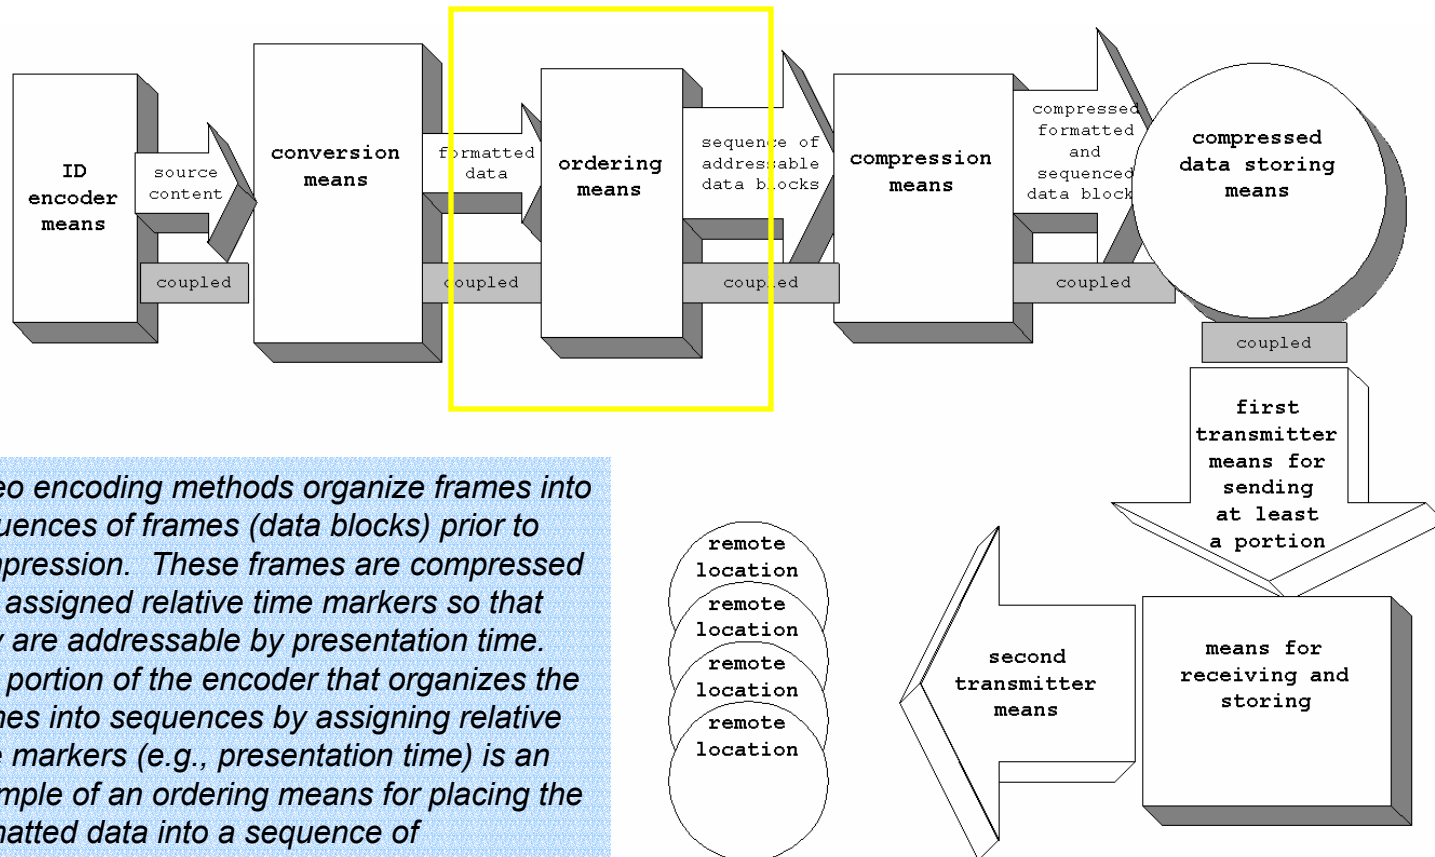 ID
encoder
means
source
content
coupled
conversion
means
formatted
data
coupled
ordering
means
sequence of
addressable
data blocks
coupled
compression
means
compressed
formatted
and
sequenced
data block
coupled
compressed
data storing
means
coupled
first
transmitter
means for
sending
at least
a portion
means for
receiving and
storing
second
transmitter
means
remote
location
remote
location
remote
location
remote
location
eo encoding methods organize frames into
uences of frames (data blocks) prior to
mpression. These frames are compressed
assigned relative time markers so that
y are addressable by presentation time.
portion of the encoder that organizes the
mes into sequences by assigning relative
e markers (e.g., presentation time) is an
mple of an ordering means for placing the
matted data into a sequence of